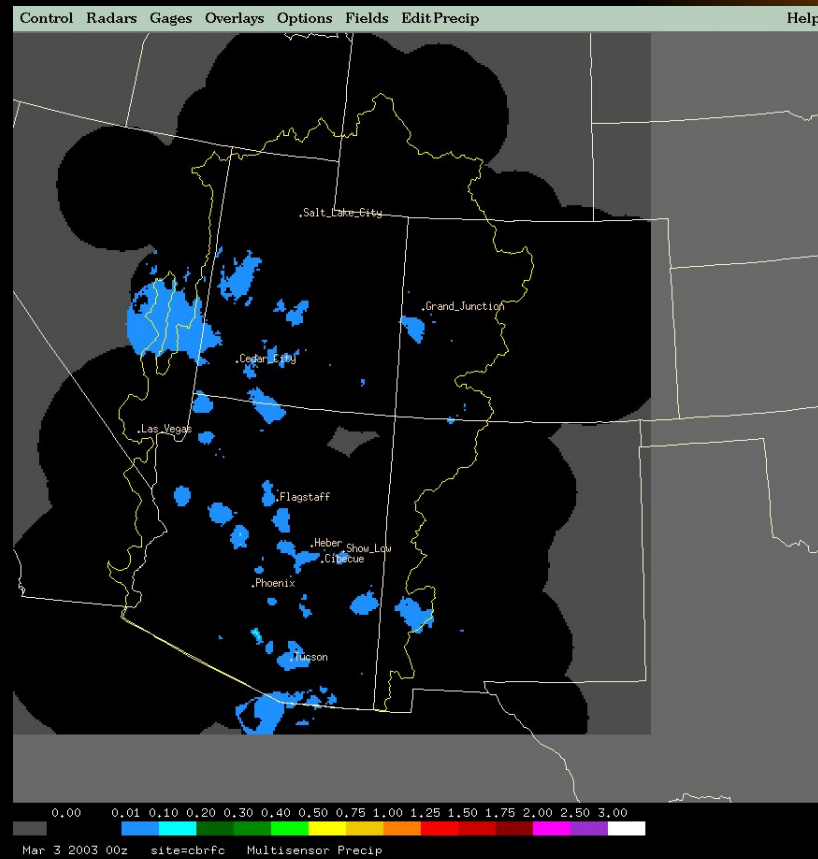 Control Radars Gages Overlays Options Fields Edit Precip Help
Salt_Lake_City
Grand_Junction
Cedar_City
Las_Vegas
Flagstaff
Heber
Show_Low
Cibecue
Phoenix
Tucson
0.00 0.01 0.10 0.20 0.30 0.40 0.50 0.75 1.00 1.25 1.50 1.75 2.00 2.50 3.00
Mar 3 2003 00z site=cbrfc Multisensor Precip